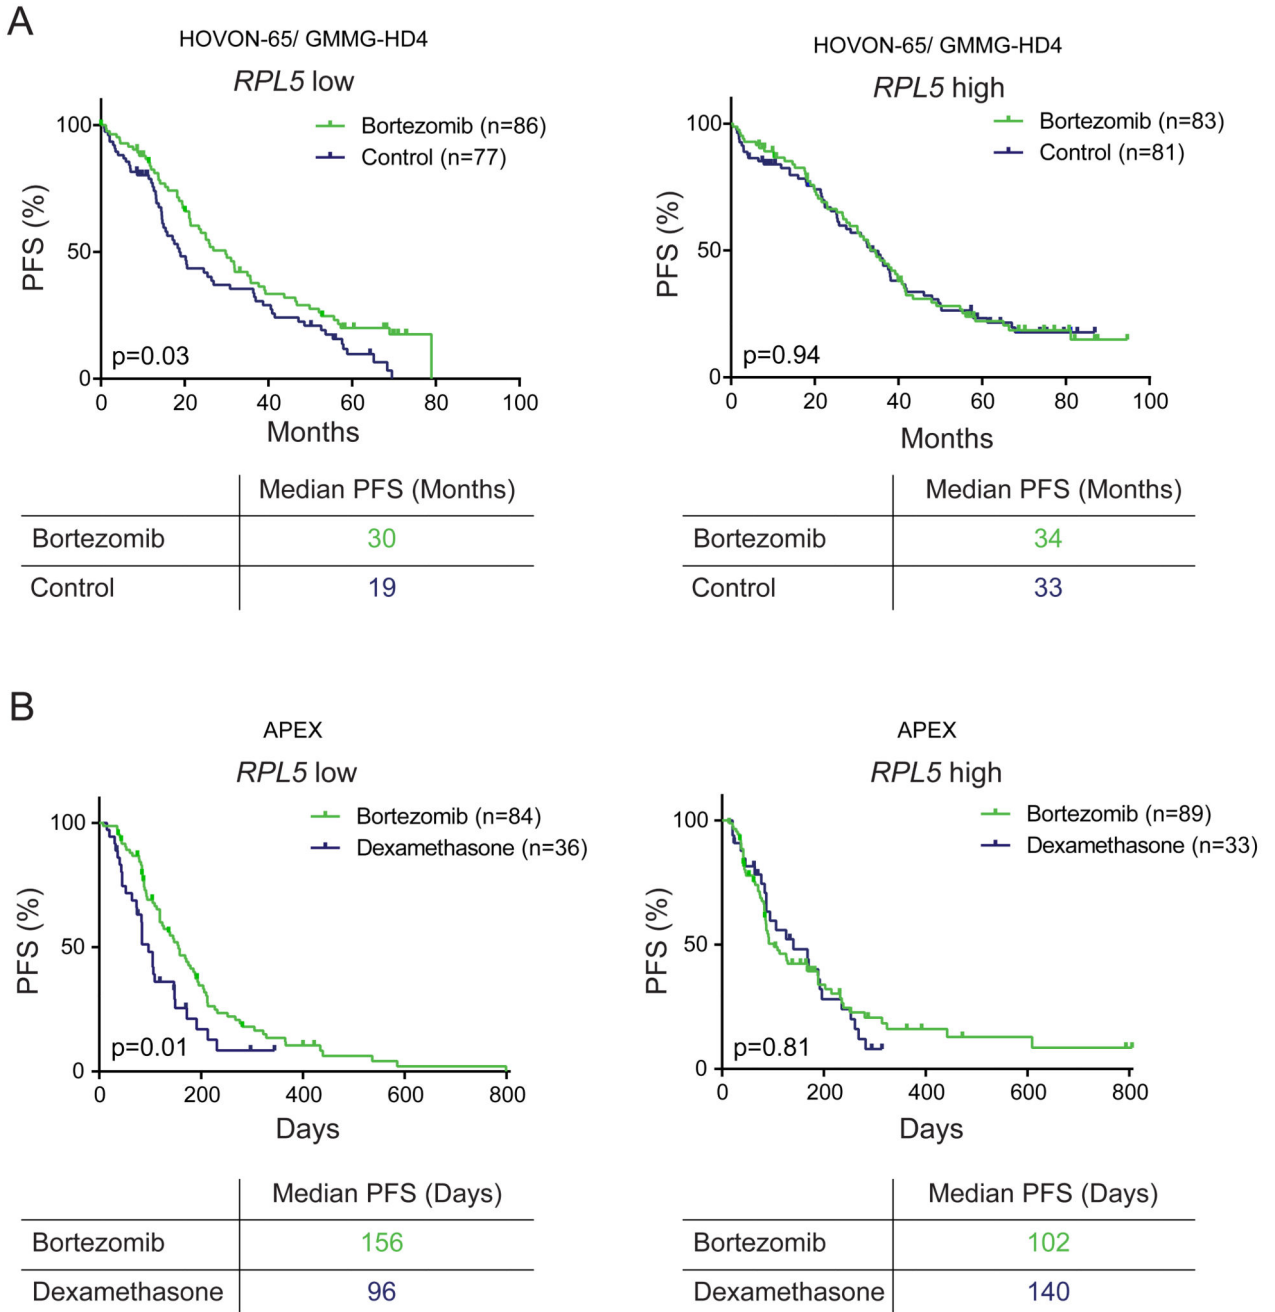 A
HOVON-65/ GMMG-HD4
RPL5 low
Bortezomib (n=86)
Control (n=77)
PFS (%)
100
50
0
p=0.03
0 20 40 60 80 100
Months
Median PFS (Months)
Bortezomib 30
Control 19
HOVON-65/ GMMG-HD4
RPL5 high
Bortezomib (n=83)
Control (n=81)
PFS (%)
100
50
0
p=0.94
0 20 40 60 80 100
Months
Median PFS (Months)
Bortezomib 34
Control 33
B
APEX
RPL5 low
Bortezomib (n=84)
Dexamethasone (n=36)
PFS (%)
100
50
0
p=0.01
0 200 400 600 800
Days
Median PFS (Days)
Bortezomib 156
Dexamethasone 96
APEX
RPL5 high
Bortezomib (n=89)
Dexamethasone (n=33)
PFS (%)
100
50
0
p=0.81
0 200 400 600 800
Days
Median PFS (Days)
Bortezomib 102
Dexamethasone 140